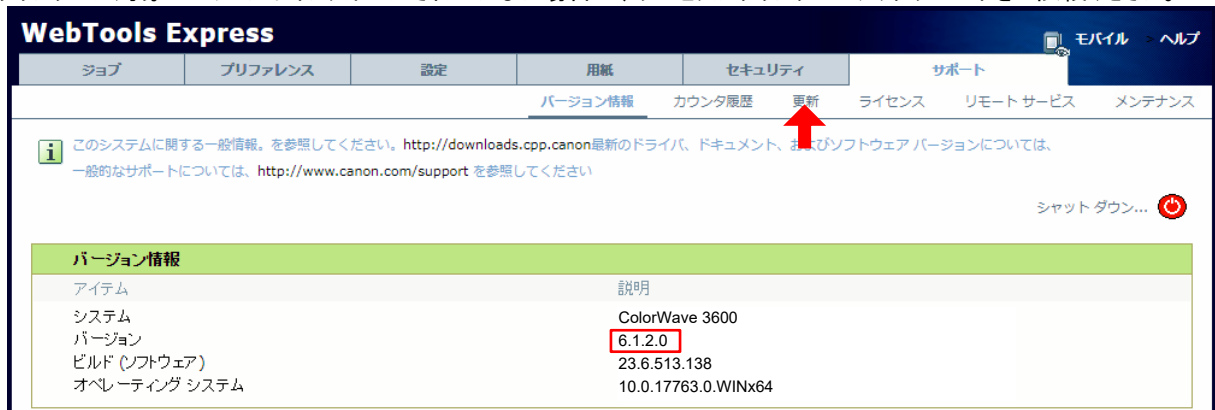 WebTools Express
モバイル ヘルプ
ジョブ プリファレンス 設定 用紙 セキュリティ サポート
バージョン情報 カウンタ履歴 更新 ライセンス リモート サービス メンテナンス
このシステムに関する一般情報。を参照してください。http://downloads.cpp.canon最新のドライバ、ドキュメント、およびソフトウェア バージョンについては、
一般的なサポートについては、http://www.canon.com/support を参照してください
シャット ダウン...
バージョン情報
アイテム 説明
システム ColorWave 3600
バージョン 6.1.2.0
ビルド (ソフトウェア) 23.6.513.138
オペレーティング システム 10.0.17763.0.WINx64